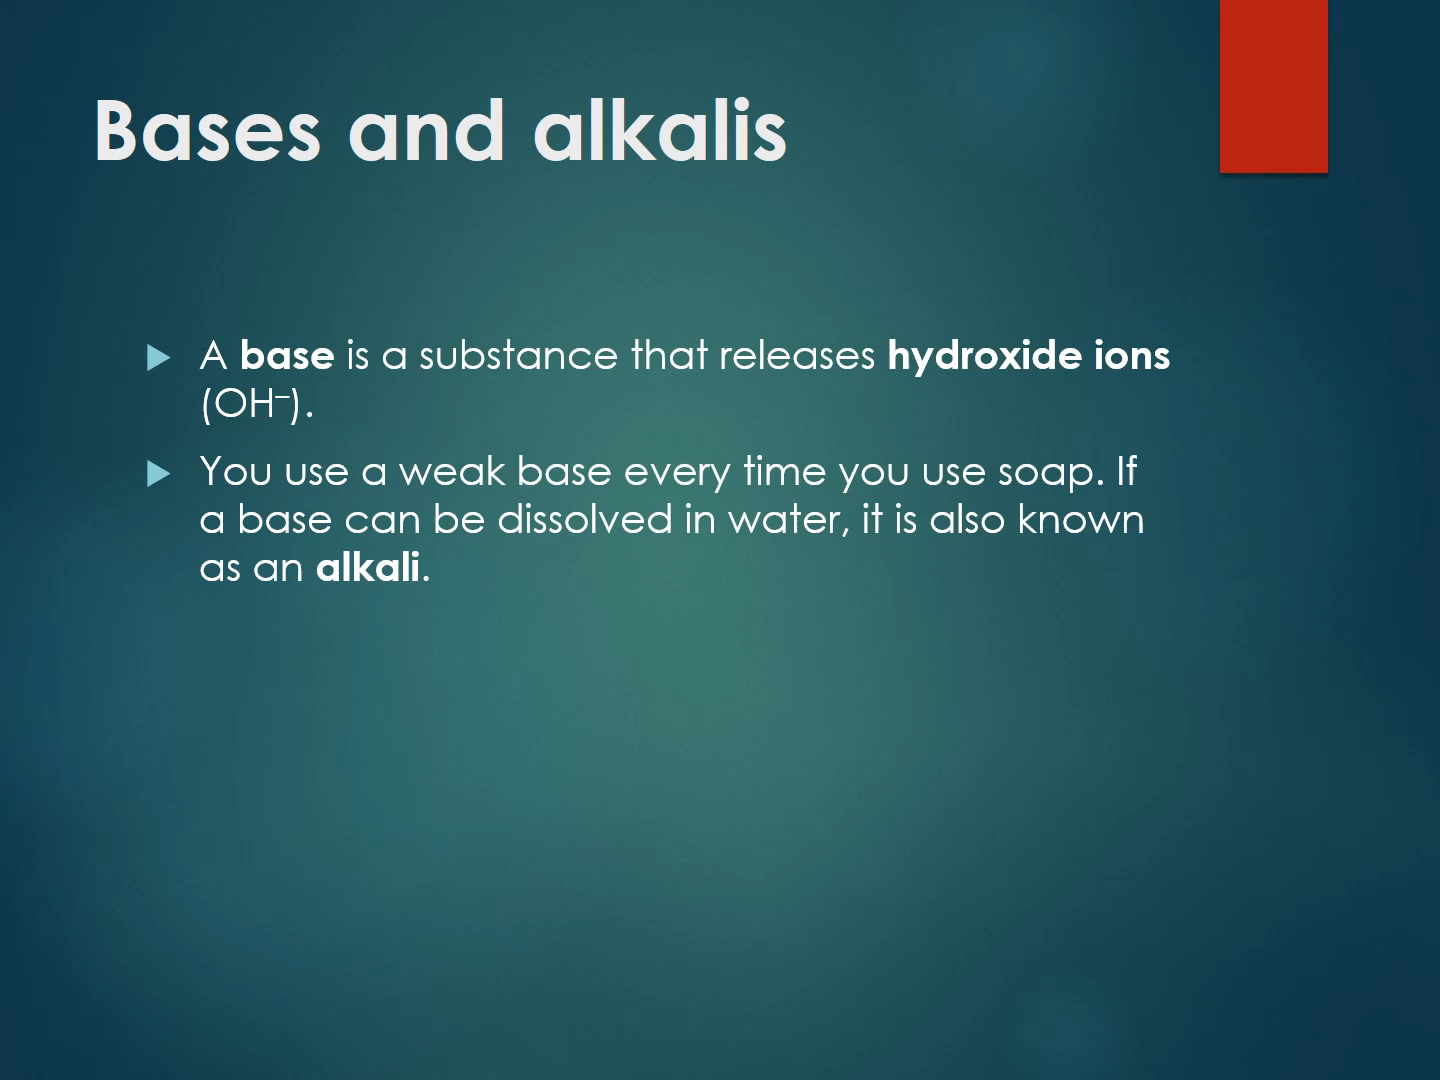 Bases and alkalis
A base is a substance that releases hydroxide ions
(OH⁻).
You use a weak base every time you use soap. If
a base can be dissolved in water, it is also known
as an alkali.